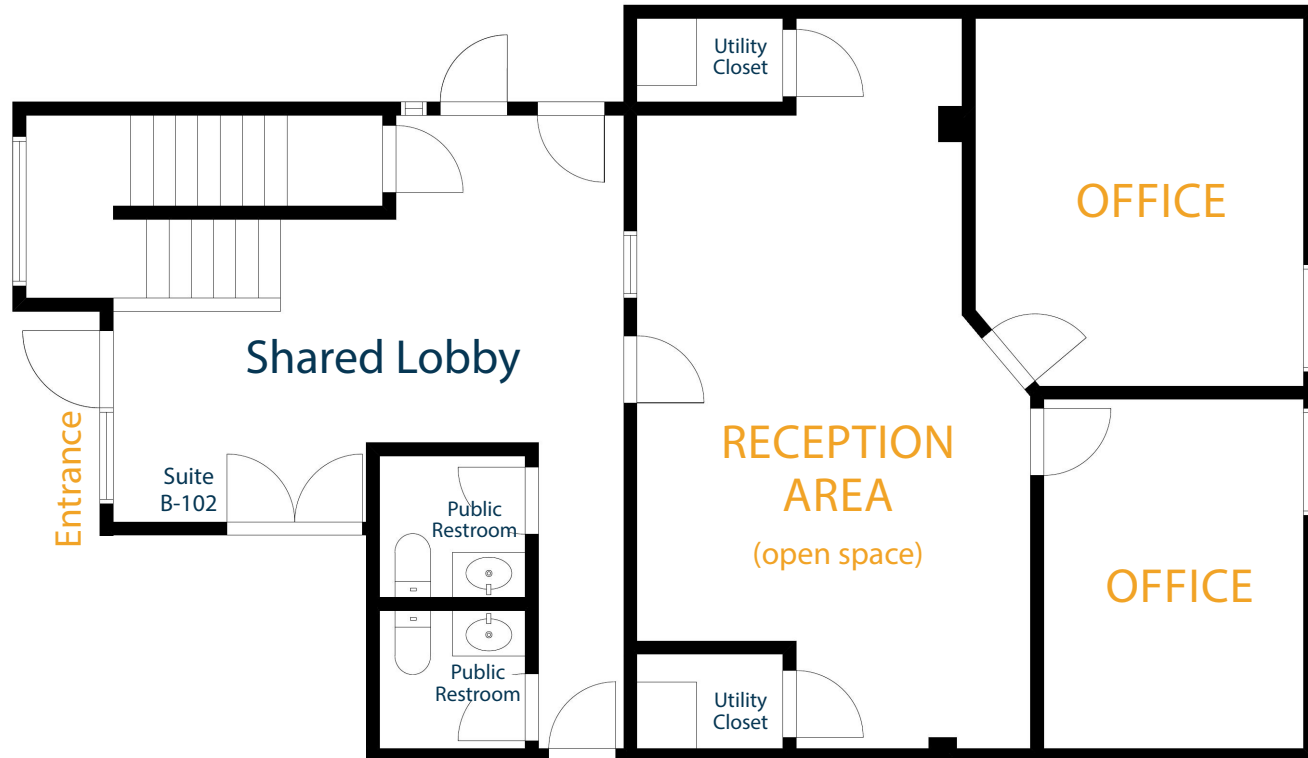 Utility
Closet
OFFICE
Shared Lobby
Entrance
Suite
B-102
Public
Restroom
RECEPTION
AREA
(open space)
OFFICE
Public
Restroom
Utility
Closet